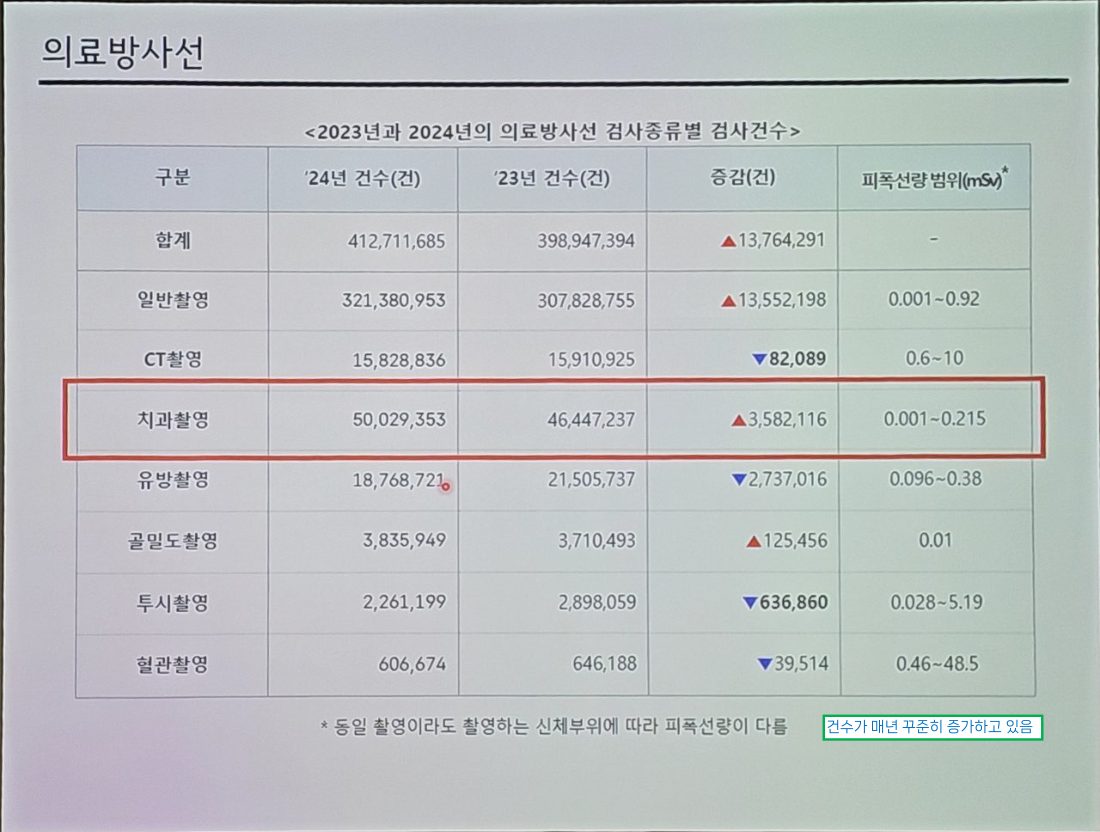 의료방사선
<2023년과 2024년의 의료방사선 검사종류별 검사건수>
구분 '24년 건수(건) '23년 건수(건) 증감(건) 피폭선량 범위(mSv)*
합계 412,711,685 398,947,394 ▲13,764,291 -
일반촬영 321,380,953 307,828,755 ▲13,552,198 0.001~0.92
CT촬영 15,828,836 15,910,925 ▼82,089 0.6~10
치과촬영 50,029,353 46,447,237 ▲3,582,116 0.001~0.215
유방촬영 18,768,721 21,505,737 ▼2,737,016 0.096~0.38
골밀도촬영 3,835,949 3,710,493 ▲125,456 0.01
투시촬영 2,261,199 2,898,059 ▼636,860 0.028~5.19
혈관촬영 606,674 646,188 ▼39,514 0.46~48.5
* 동일 촬영이라도 촬영하는 신체부위에 따라 피폭선량이 다름
건수가 매년 꾸준히 증가하고 있음